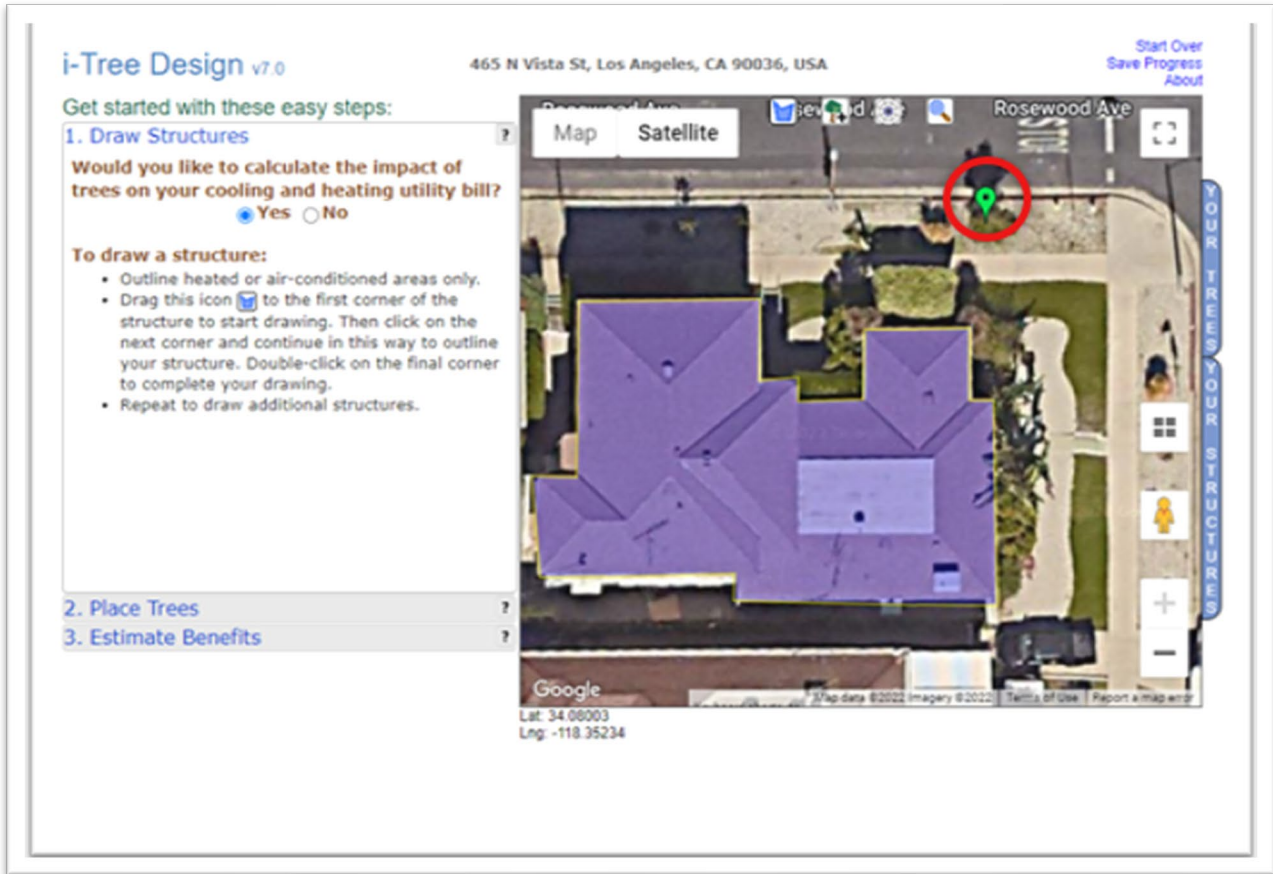 i-Tree Design v7.0
465 N Vista St, Los Angeles, CA 90036, USA
Start Over
Save Progress
About
Get started with these easy steps:
1. Draw Structures
?
Would you like to calculate the impact of
trees on your cooling and heating utility bill?
Yes No
To draw a structure:
• Outline heated or air-conditioned areas only.
• Drag this icon to the first corner of the
structure to start drawing. Then click on the
next corner and continue in this way to outline
your structure. Double-click on the final corner
to complete your drawing.
• Repeat to draw additional structures.
2. Place Trees
?
3. Estimate Benefits
?
Rosewood Ave
Map Satellite
YOUR TREES
YOUR STRUCTURES
Google
Map data ©2022 Imagery ©2022 Terms of Use Report a map error
Lat: 34.08003
Lng: -118.35234